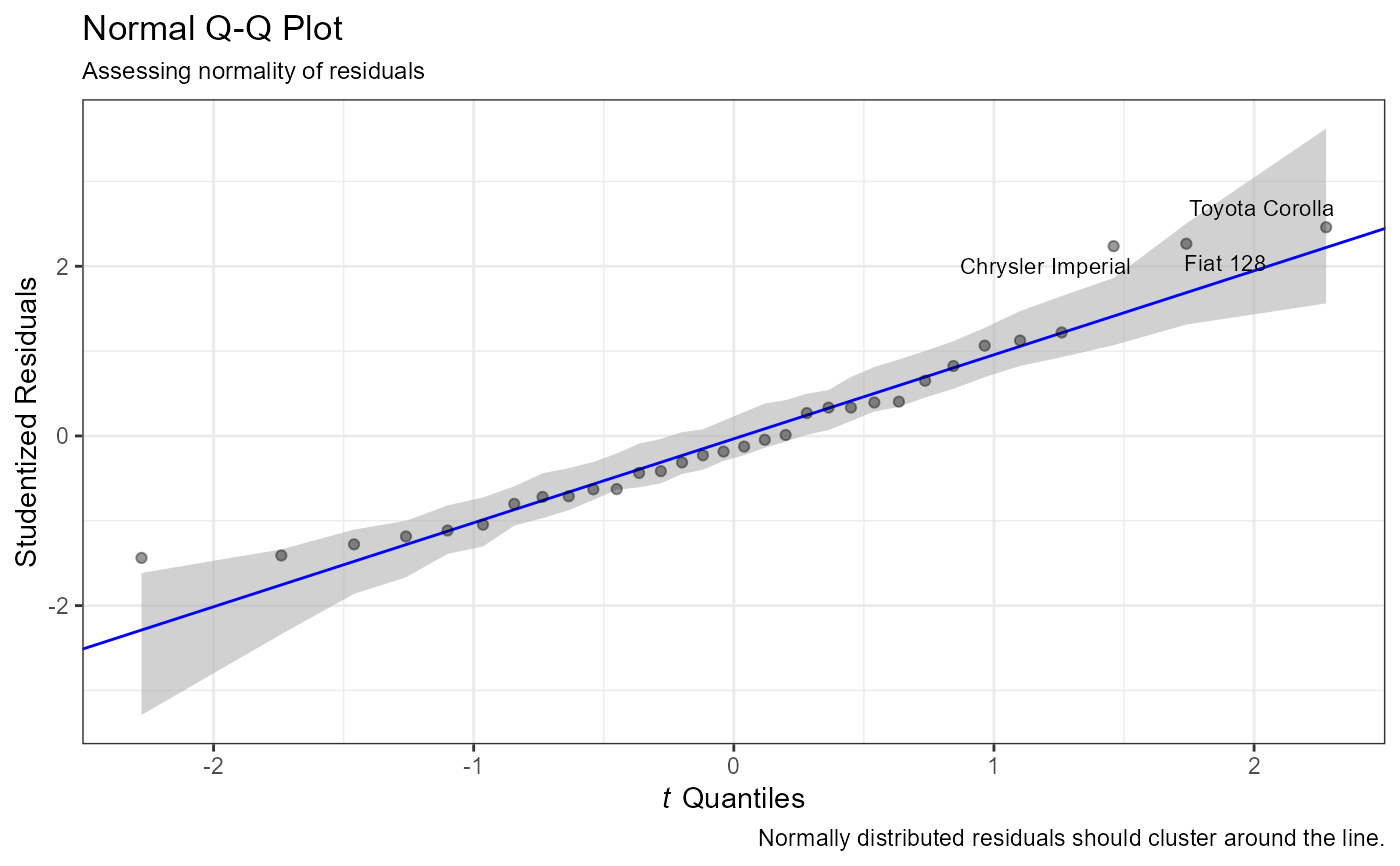 Normal Q-Q Plot
Assessing normality of residuals
Studentized Residuals
2
0
-2
Toyota Corolla
Chrysler Imperial
Fiat 128
-2
-1
0
1
2
t Quantiles
Normally distributed residuals should cluster around the line.